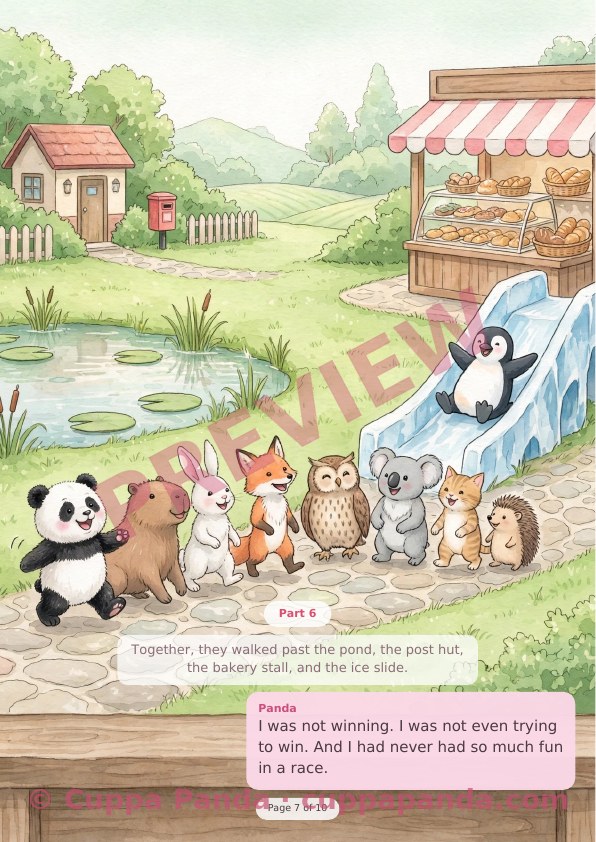 PREVIEW
Part 6
Together, they walked past the pond, the post hut,
the bakery stall, and the ice slide.
Panda
I was not winning. I was not even trying
to win. And I had never had so much fun
in a race.
© Cuppa Panda · cuppapanda.com
Page 7 of 10